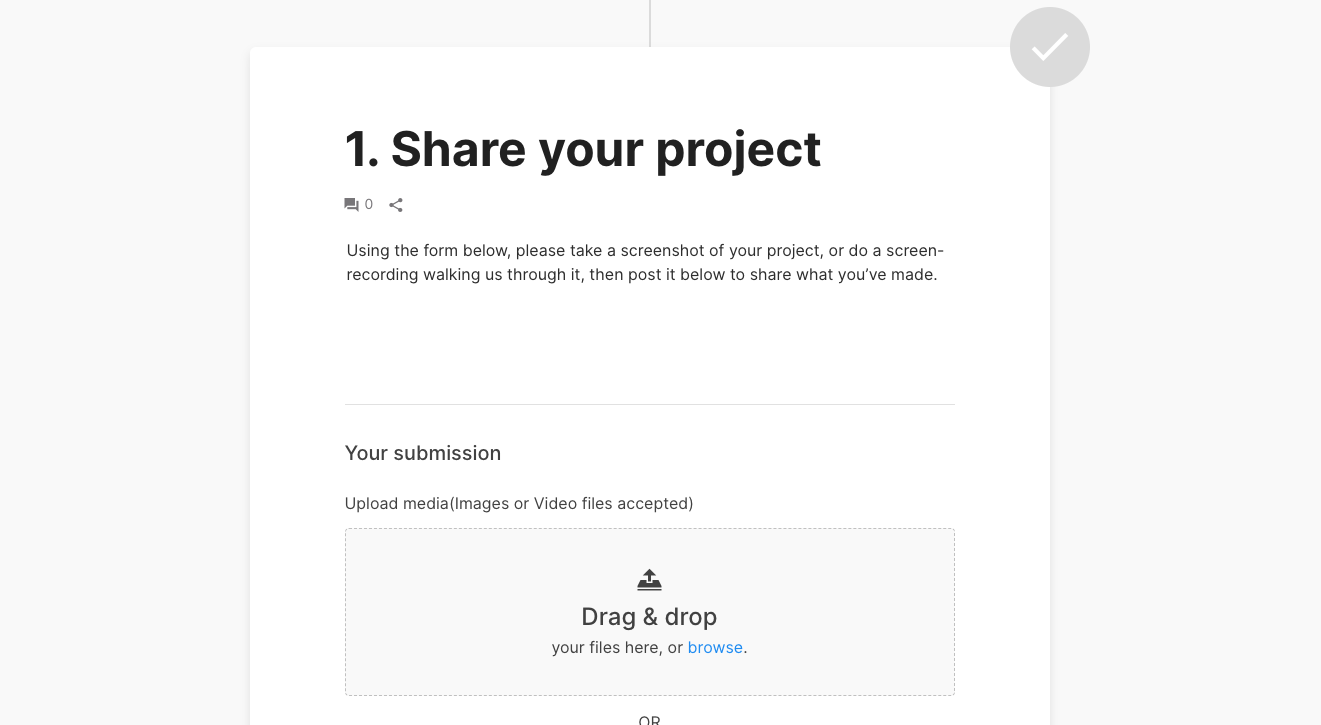 1. Share your project
0
Using the form below, please take a screenshot of your project, or do a screen-
recording walking us through it, then post it below to share what you’ve made.
Your submission
Upload media(Images or Video files accepted)
Drag & drop
your files here, or browse.
OR